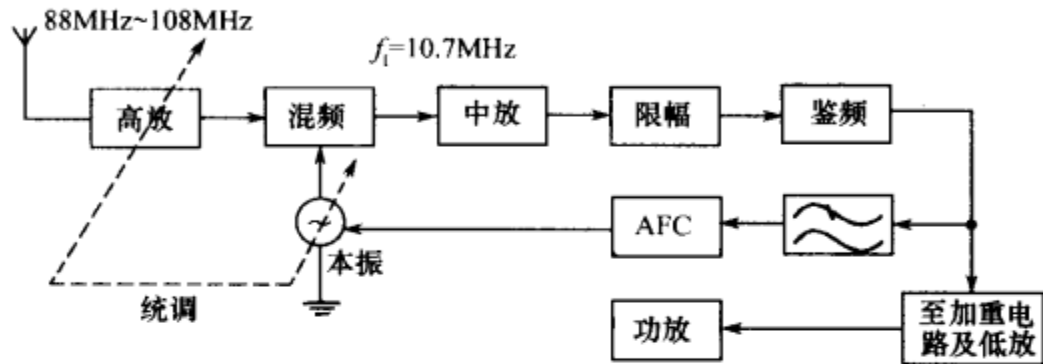 88MHz~108MHz
f₁=10.7MHz
高放
混频
中放
限幅
鉴频
AFC
本振
统调
功放
至加重电
路及低放